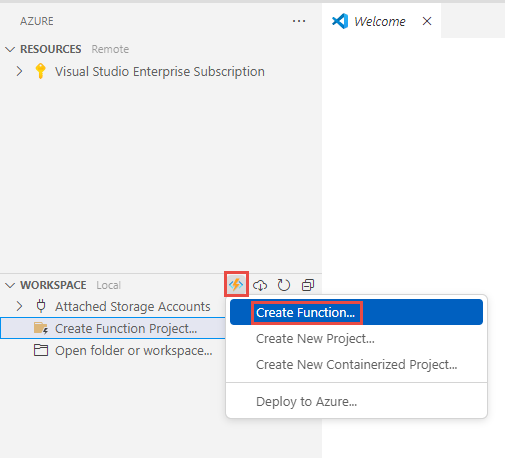 AZURE
Welcome
RESOURCES Remote
Visual Studio Enterprise Subscription
WORKSPACE Local
Attached Storage Accounts
Create Function Project...
Open folder or workspace...
Create Function...
Create New Project...
Create New Containerized Project...
Deploy to Azure...